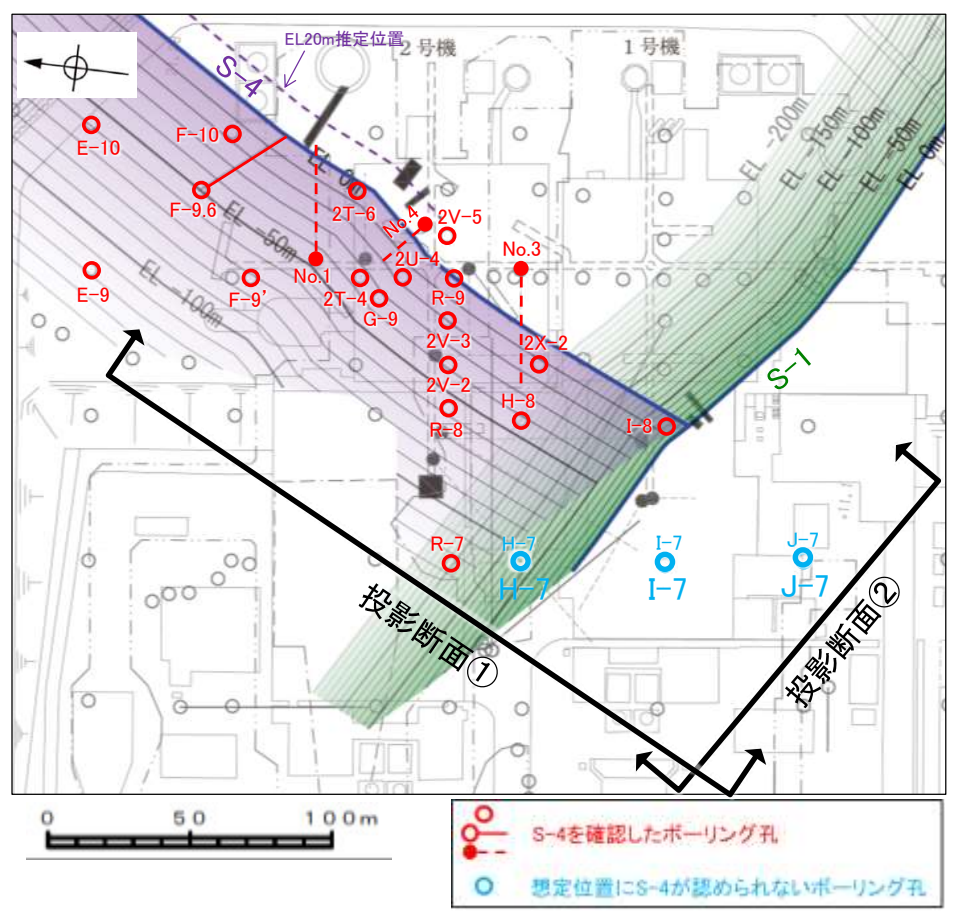 EL20m推定位置
2号機
1号機
S-4
EL -200m
EL -150m
EL -100m
EL -50m
EL 0m
E-10
F-10
F-9.6
EL 0m
2T-6
No.4
2V-5
EL -50m
No.3
2U-4
No.1
EL -100m
E-9
F-9'
2T-4
R-9
G-9
2V-3
2X-2
S-1
2V-2
H-8
R-8
I-8
R-7
H-7
I-7
J-7
H-7
I-7
J-7
投影断面①
投影断面②
0 50 100m
S-4を確認したボーリング孔
想定位置にS-4が認められないボーリング孔